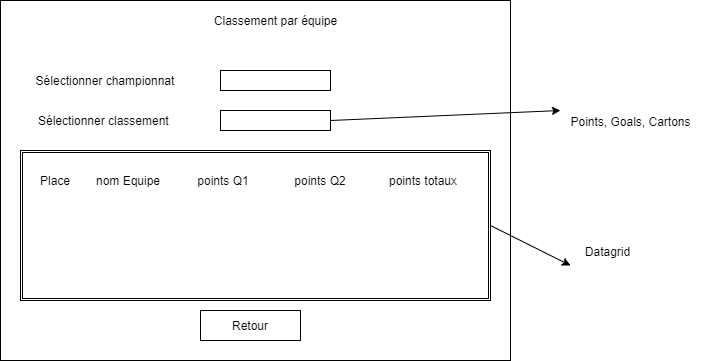 Classement par équipe
Sélectionner championnat
Sélectionner classement
Points, Goals, Cartons
Place nom Equipe points Q1 points Q2 points totaux
Datagrid
Retour